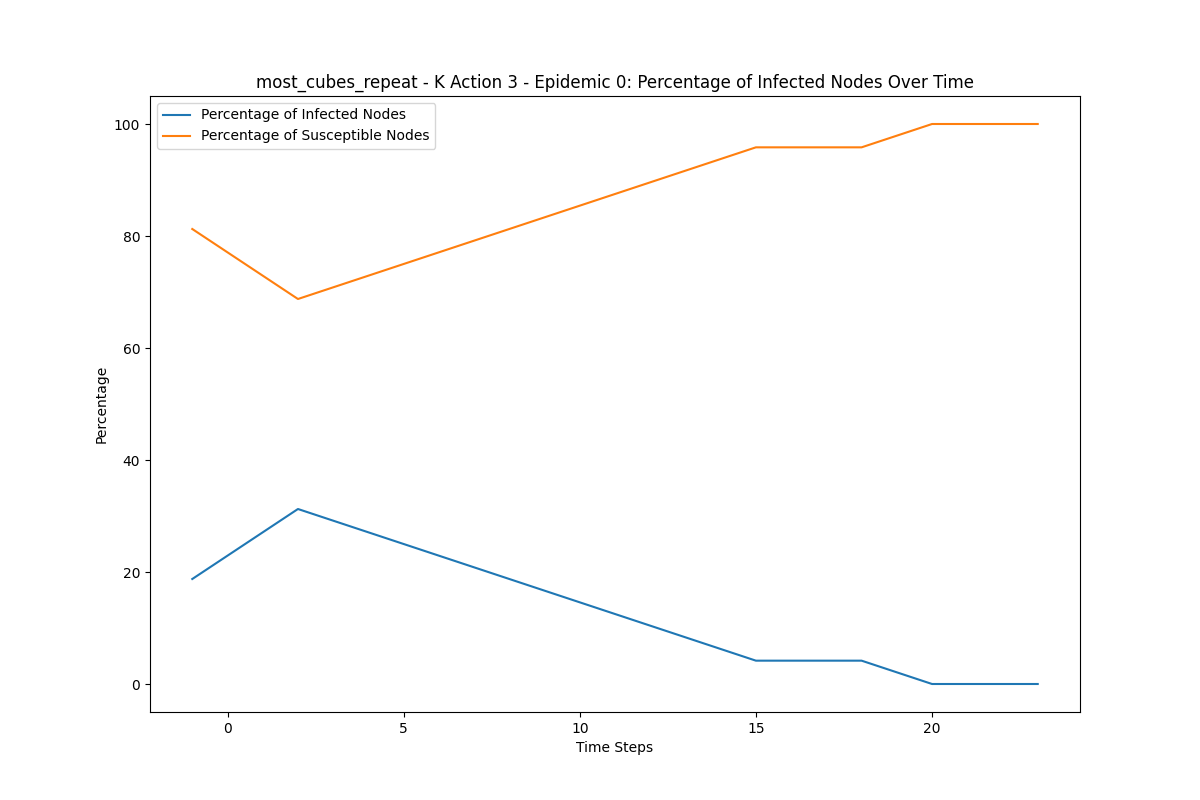 most_cubes_repeat - K Action 3 - Epidemic 0: Percentage of Infected Nodes Over Time
Percentage of Infected Nodes
Percentage of Susceptible Nodes
100
80
60
40
20
0
Percentage
0 5 10 15 20
Time Steps